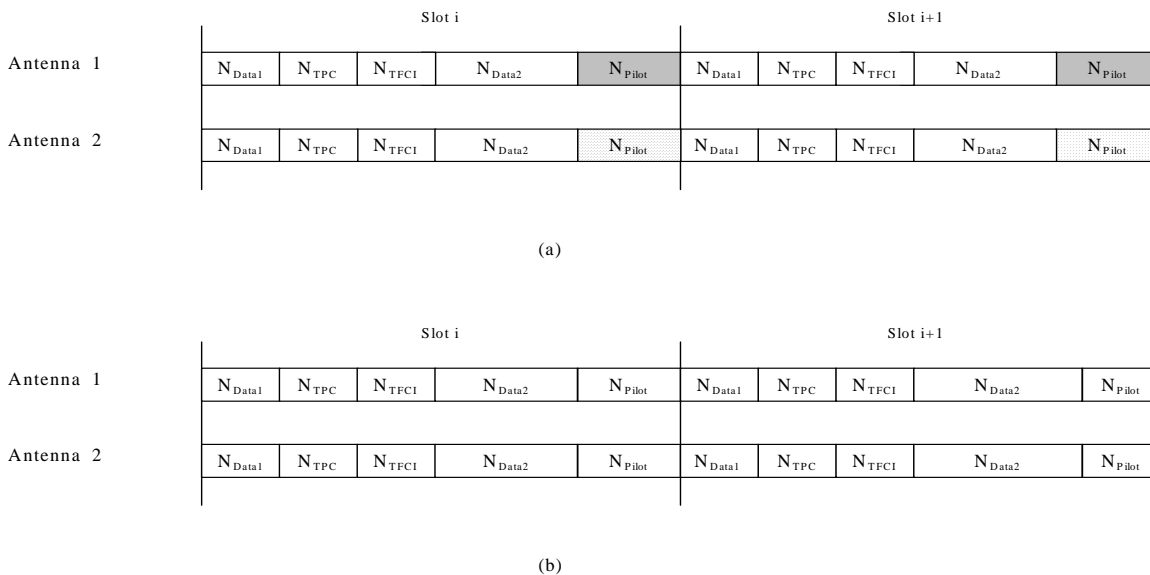 Slot i Slot i+1
Antenna 1 N_Data1 N_TPC N_TFCI N_Data2 N_Pilot N_Data1 N_TPC N_TFCI N_Data2 N_Pilot
Antenna 2 N_Data1 N_TPC N_TFCI N_Data2 N_Pilot N_Data1 N_TPC N_TFCI N_Data2 N_Pilot
(a)
Slot i Slot i+1
Antenna 1 N_Data1 N_TPC N_TFCI N_Data2 N_Pilot N_Data1 N_TPC N_TFCI N_Data2 N_Pilot
Antenna 2 N_Data1 N_TPC N_TFCI N_Data2 N_Pilot N_Data1 N_TPC N_TFCI N_Data2 N_Pilot
(b)